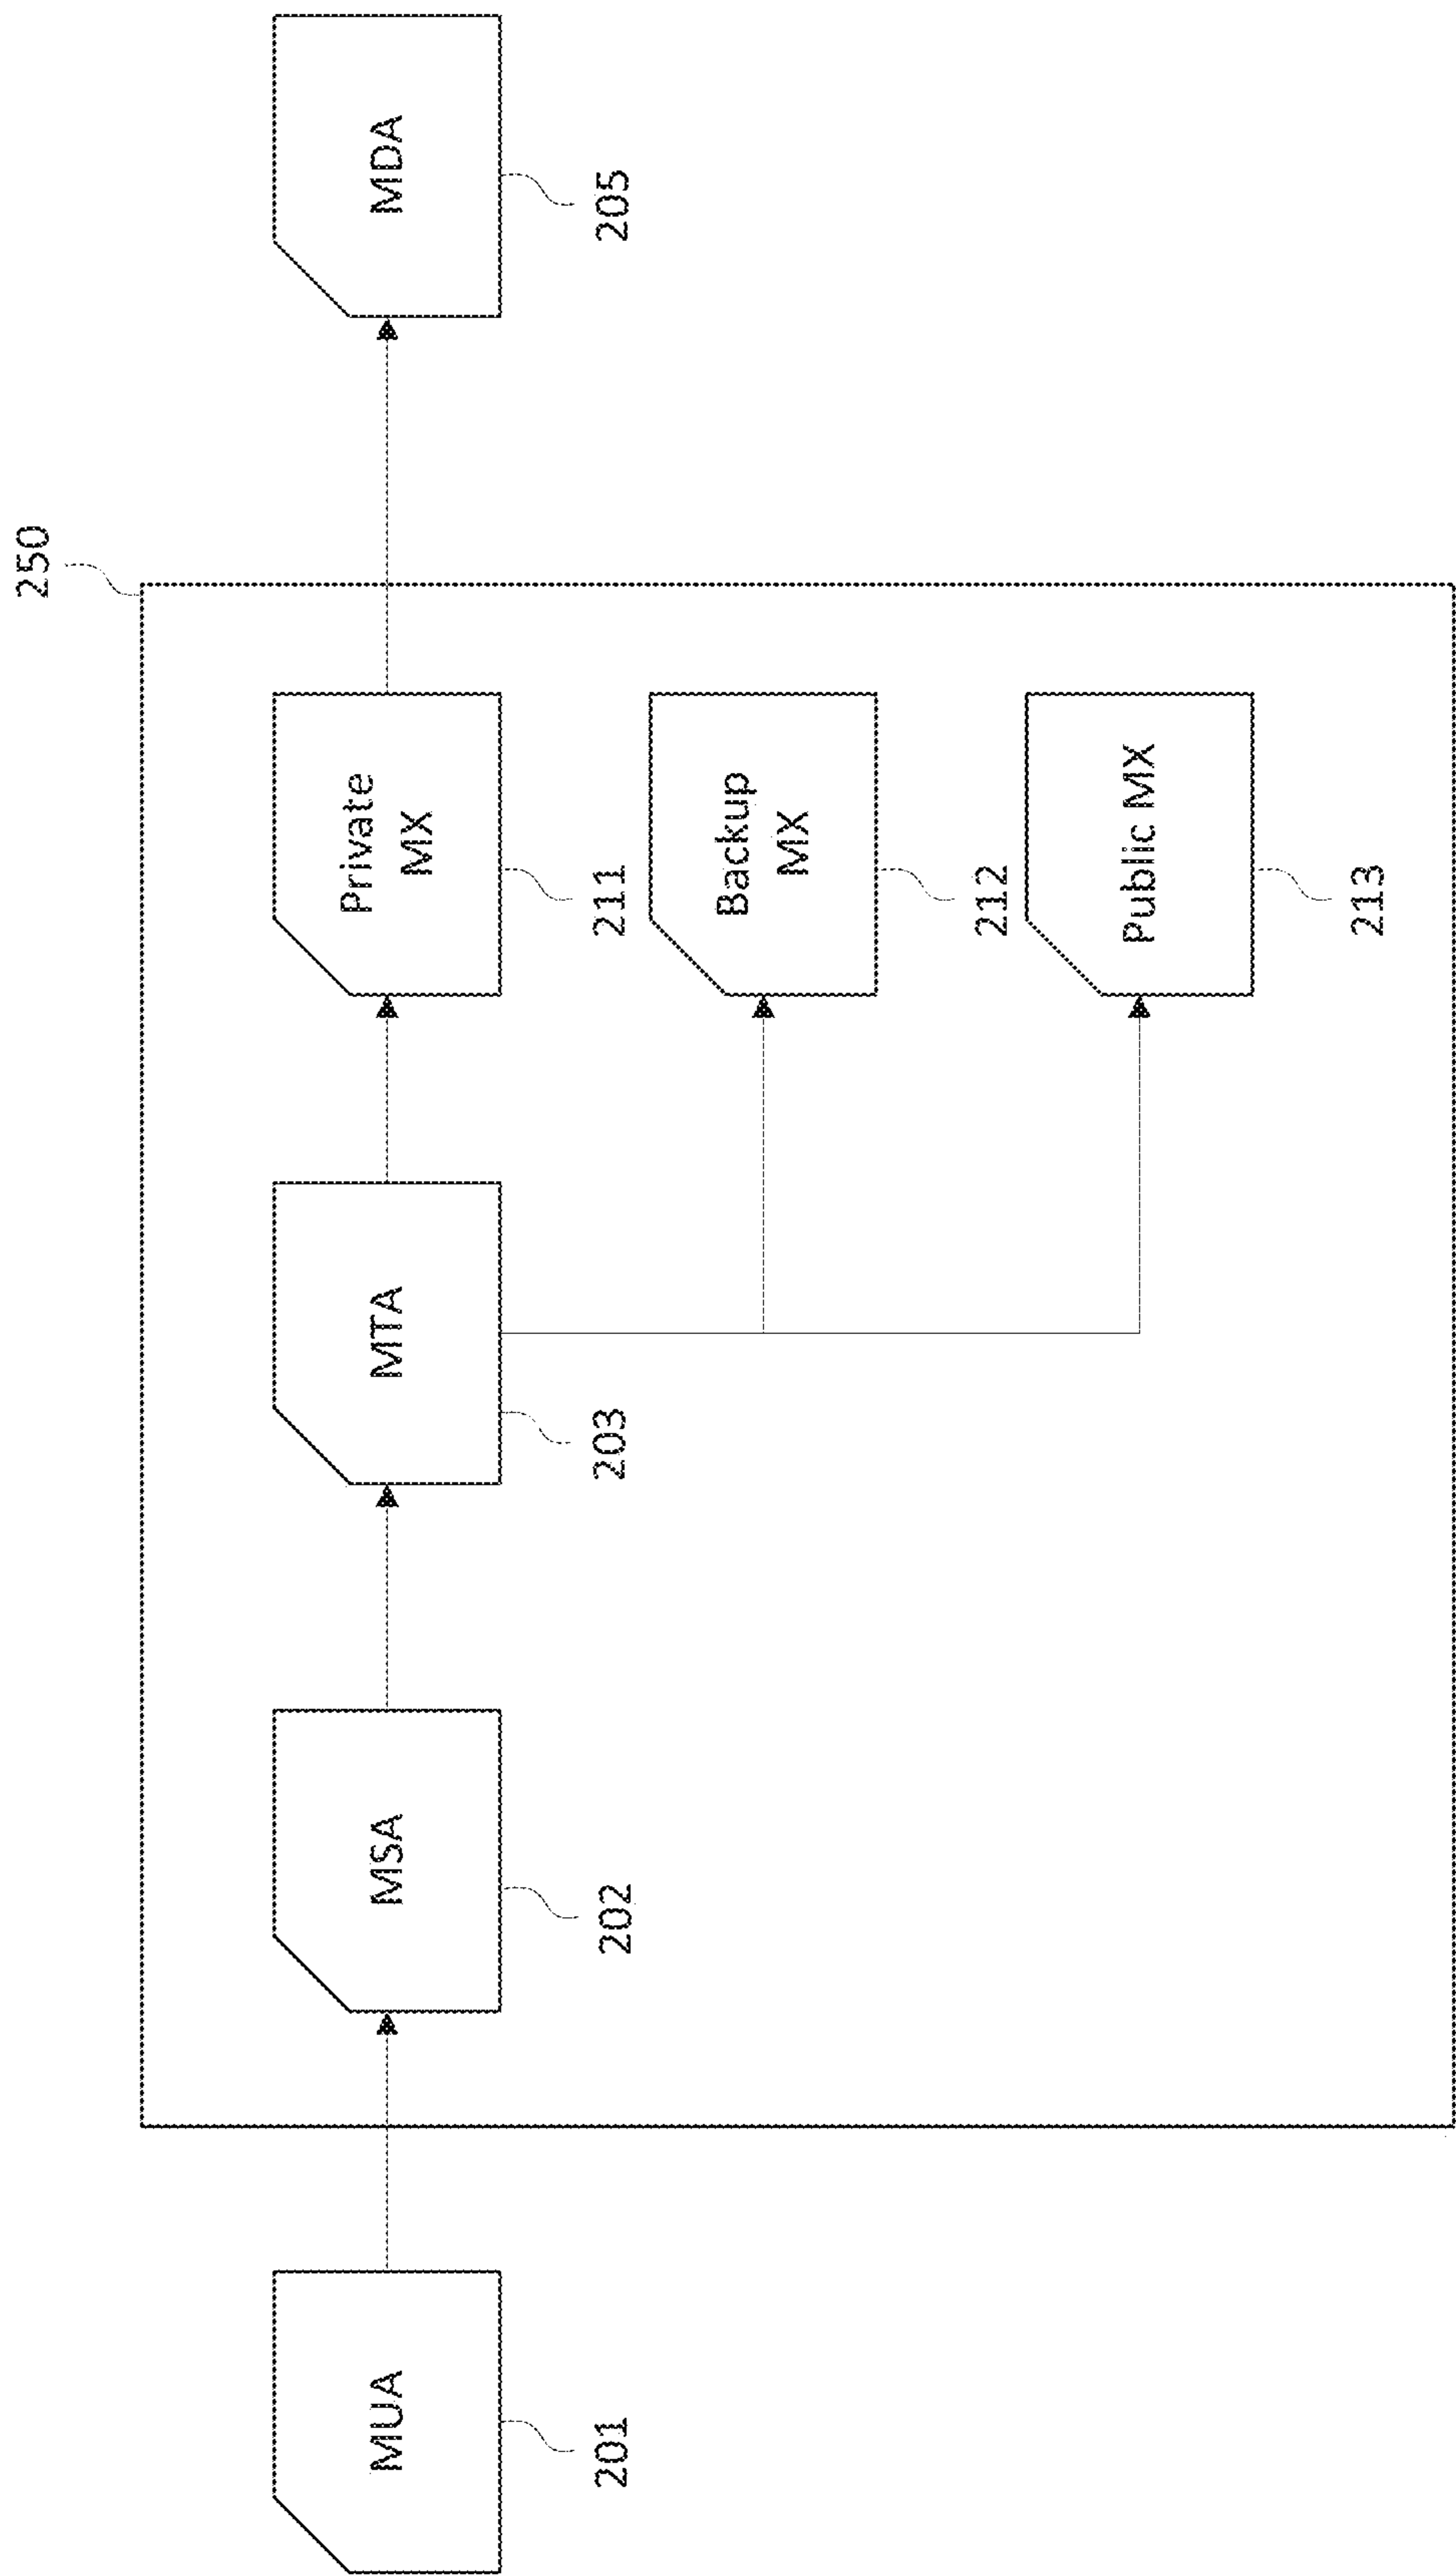 250
MUA
201
MSA
202
MTA
203
Private
MX
211
MDA
205
Backup
MX
212
Public MX
213